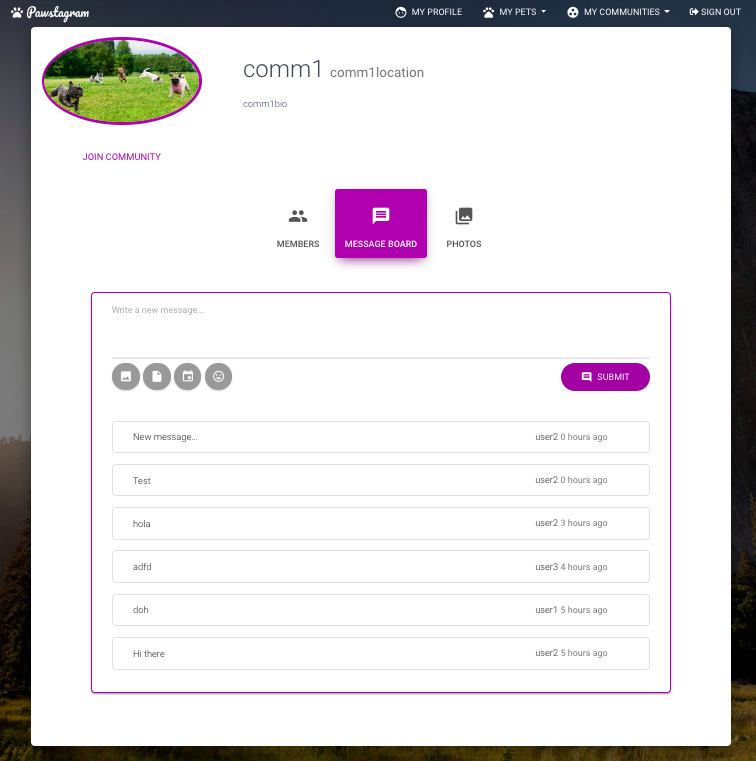 Pawstagram MY PROFILE MY PETS MY COMMUNITIES SIGN OUT
comm1 comm1location
comm1bio
JOIN COMMUNITY
MEMBERS MESSAGE BOARD PHOTOS
Write a new message...
SUBMIT
New message... user2 0 hours ago
Test user2 0 hours ago
hola user2 3 hours ago
adfd user3 4 hours ago
doh user1 5 hours ago
Hi there user2 5 hours ago